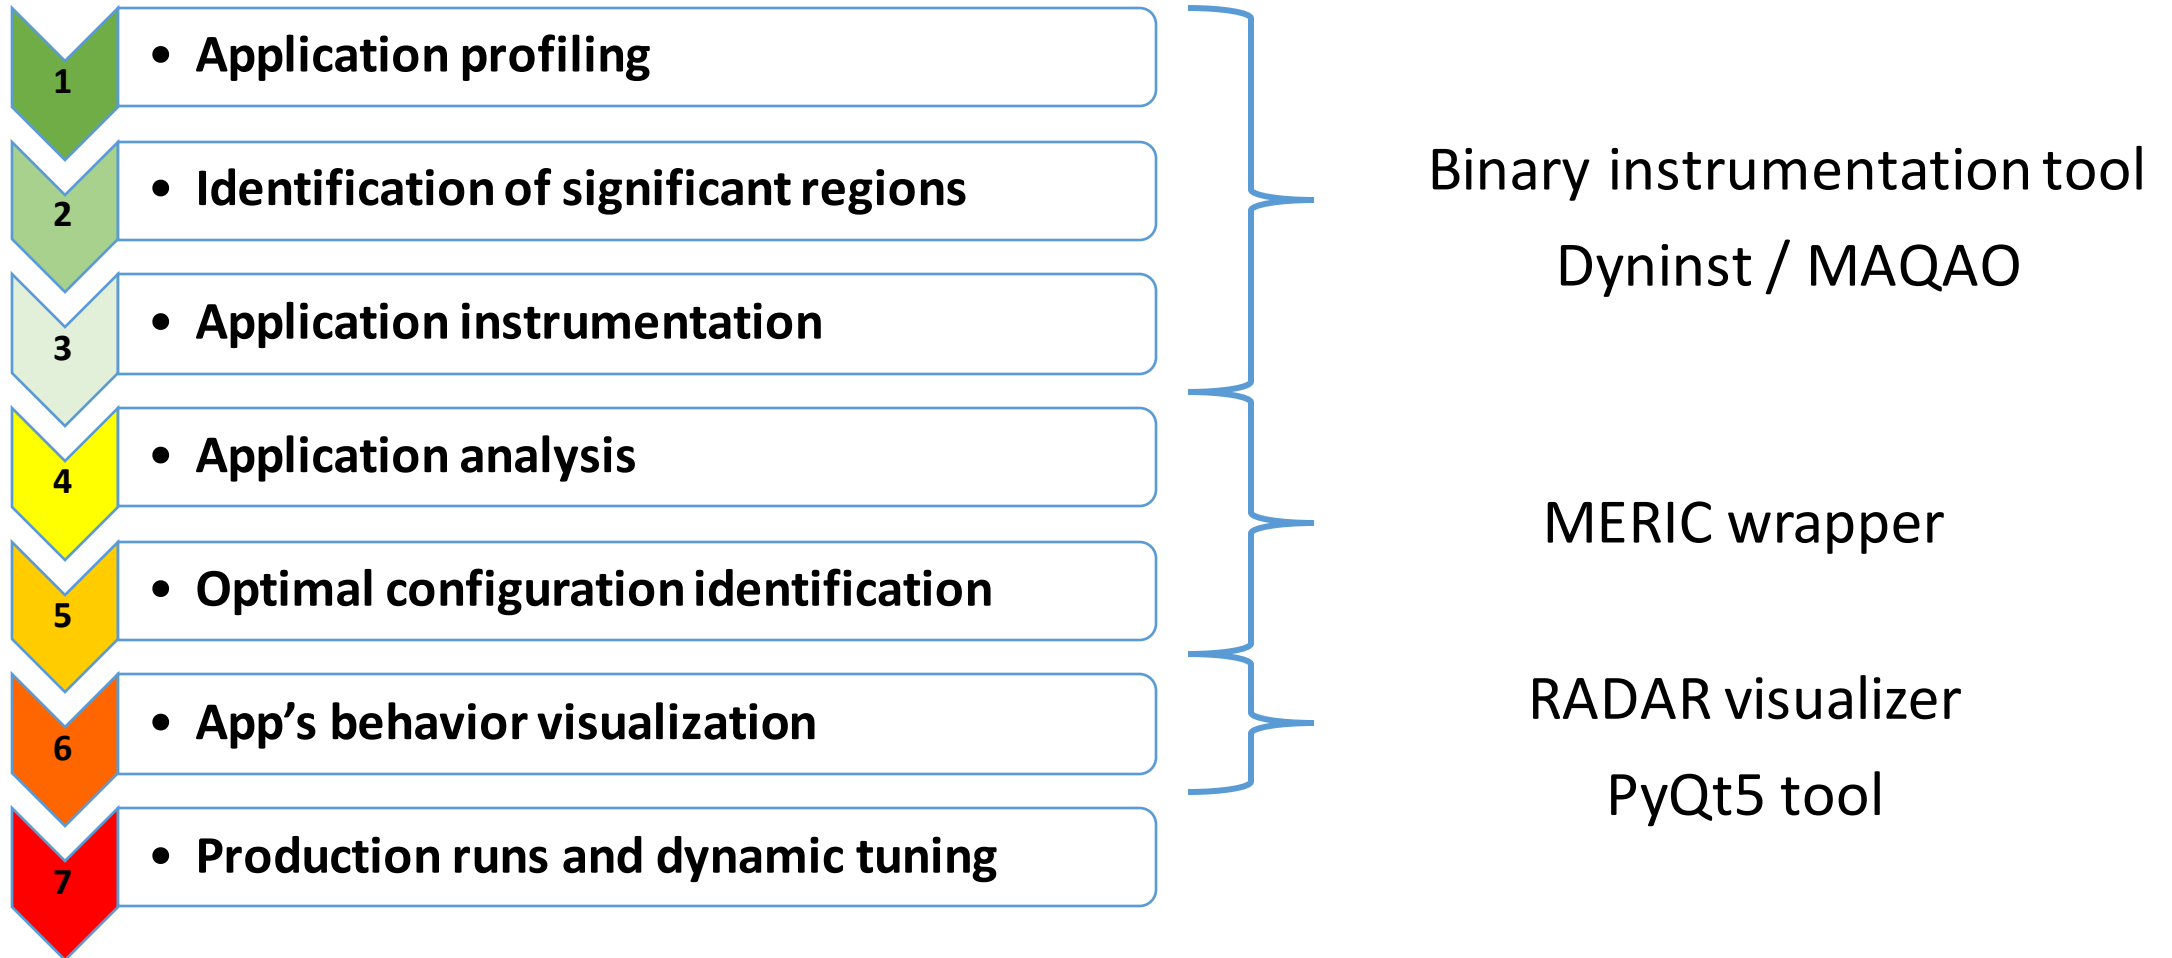 1
• Application profiling
2
• Identification of significant regions
3
• Application instrumentation
4
• Application analysis
5
• Optimal configuration identification
6
• App’s behavior visualization
7
• Production runs and dynamic tuning
Binary instrumentation tool
Dyninst / MAQAO
MERIC wrapper
RADAR visualizer
PyQt5 tool